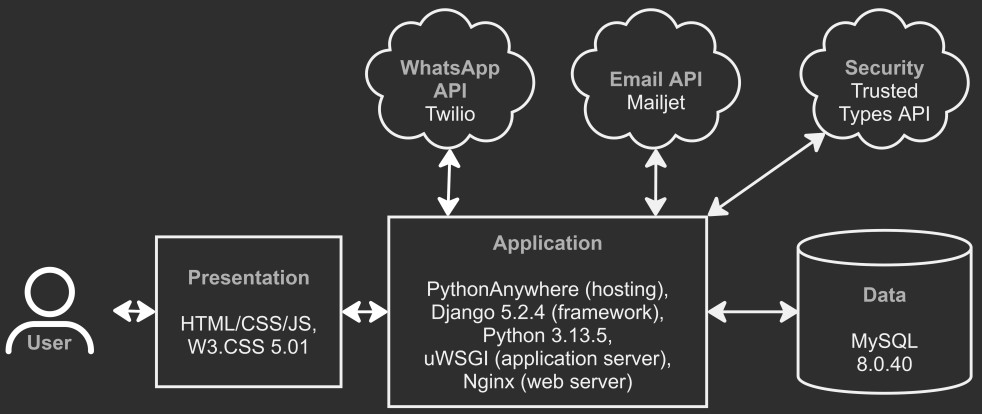 WhatsApp
API
Twilio
Email API
Mailjet
Security
Trusted
Types API
User
Presentation
HTML/CSS/JS,
W3.CSS 5.01
Application
PythonAnywhere (hosting),
Django 5.2.4 (framework),
Python 3.13.5,
uWSGI (application server),
Nginx (web server)
Data
MySQL
8.0.40